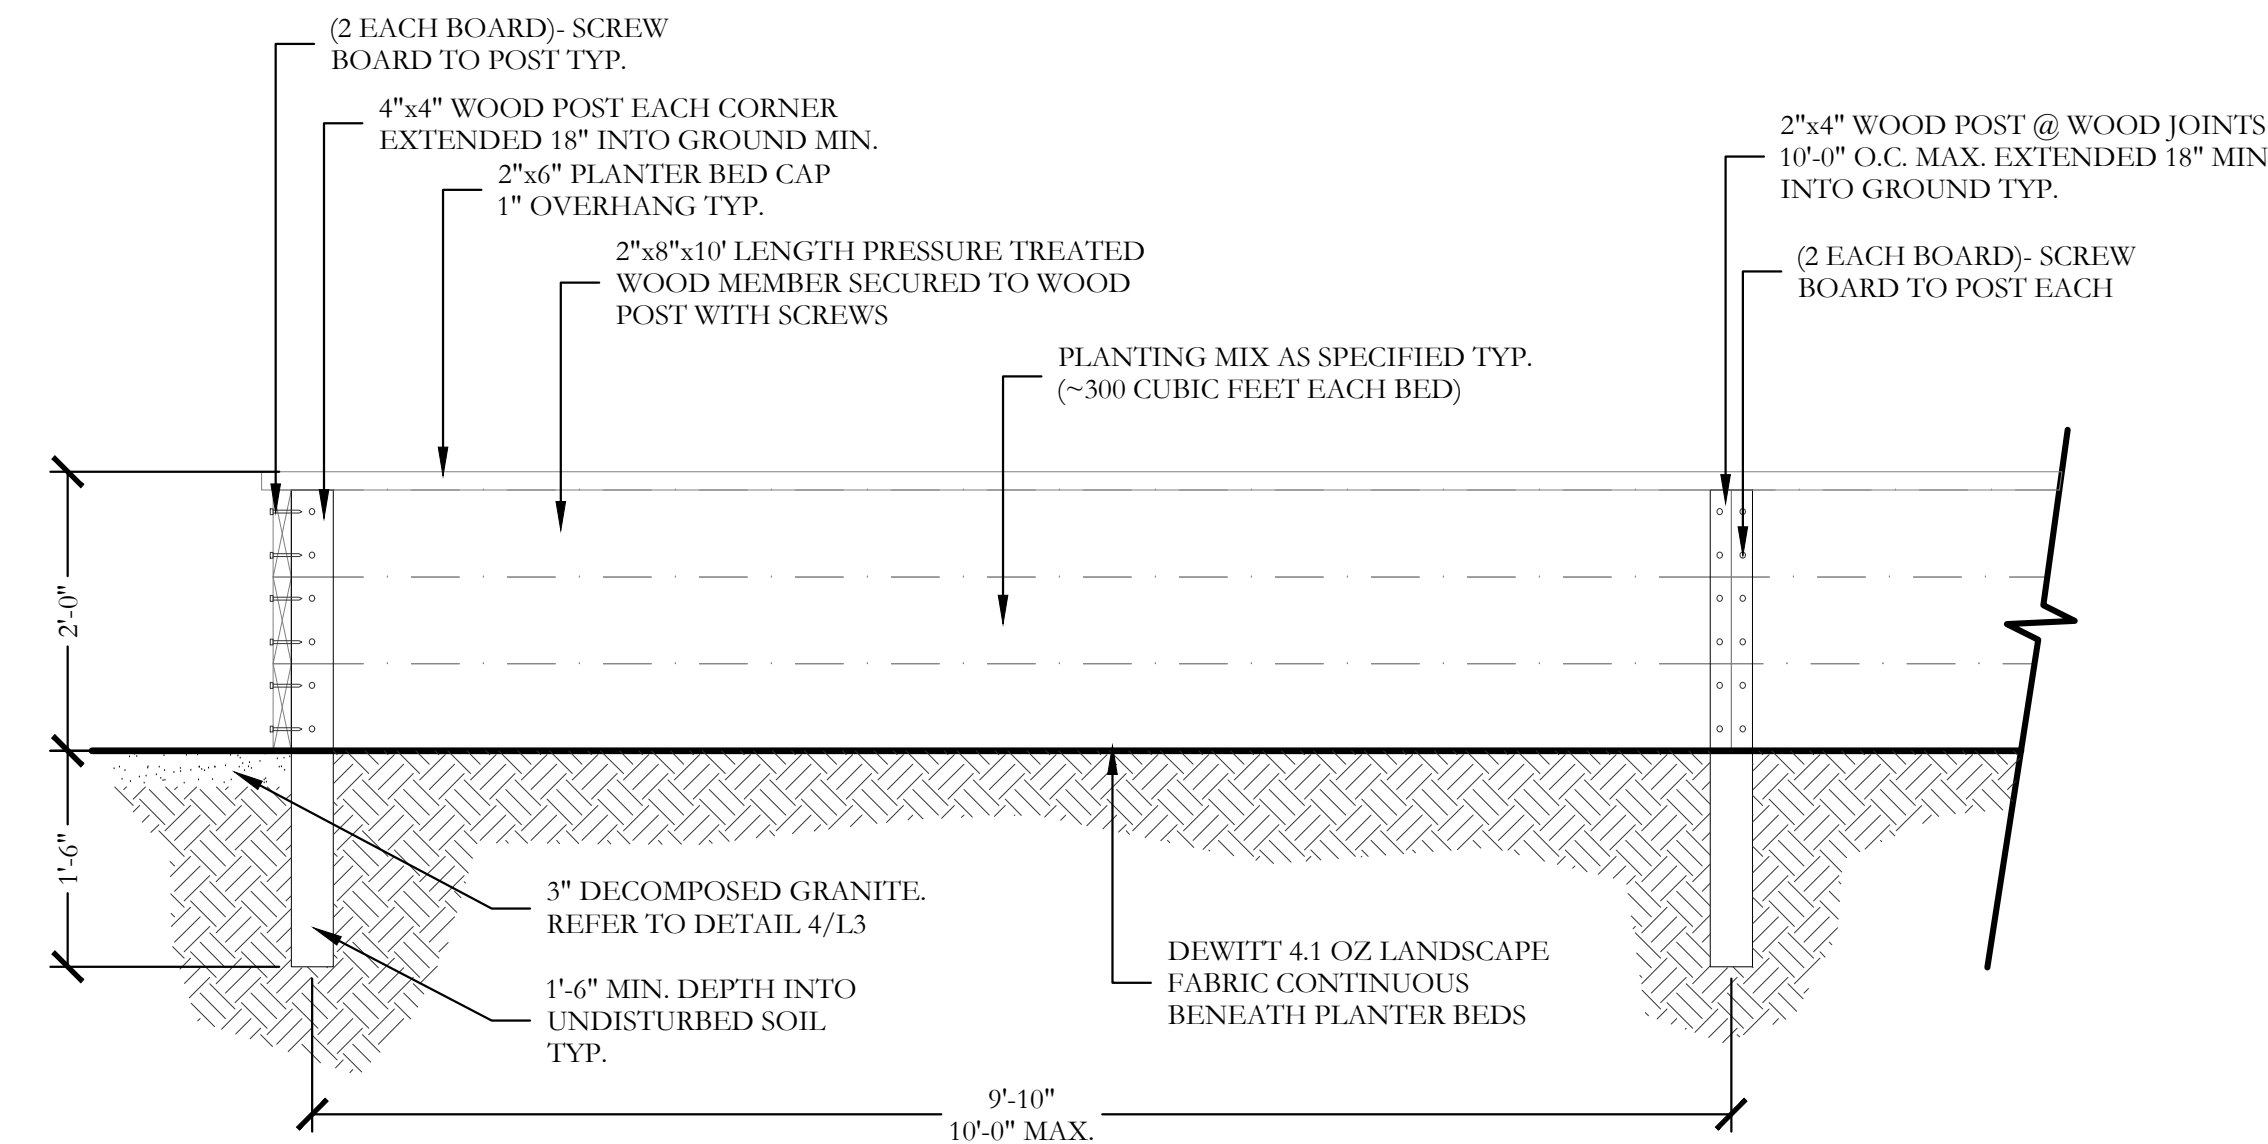 (2 EACH BOARD)- SCREW
BOARD TO POST TYP.
4"x4" WOOD POST EACH CORNER
EXTENDED 18" INTO GROUND MIN.
2"x6" PLANTER BED CAP
1" OVERHANG TYP.
2"x8"x10' LENGTH PRESSURE TREATED
WOOD MEMBER SECURED TO WOOD
POST WITH SCREWS
PLANTING MIX AS SPECIFIED TYP.
(~300 CUBIC FEET EACH BED)
2"x4" WOOD POST @ WOOD JOINTS
10'-0" O.C. MAX. EXTENDED 18" MIN
INTO GROUND TYP.
(2 EACH BOARD)- SCREW
BOARD TO POST EACH
2'-0"
1'-6"
3" DECOMPOSED GRANITE.
REFER TO DETAIL 4/L3
1'-6" MIN. DEPTH INTO
UNDISTURBED SOIL
TYP.
DEWITT 4.1 OZ LANDSCAPE
FABRIC CONTINUOUS
BENEATH PLANTER BEDS
9'-10"
10'-0" MAX.